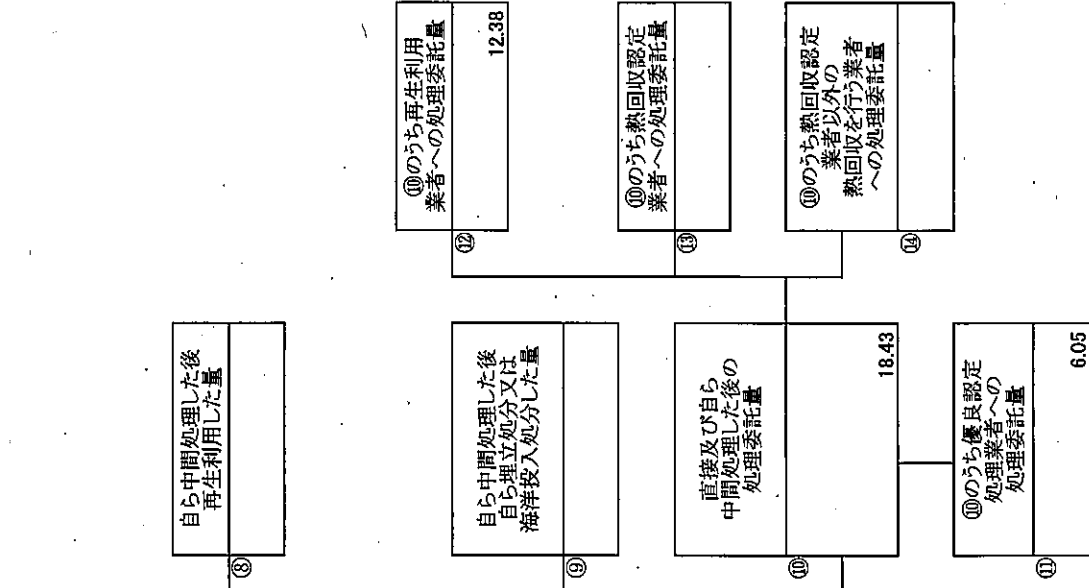 ⑧
自ら中間処理した後
再生利用した量
⑨
自ら中間処理した後
自ら埋立処分又は
海洋投入処分した量
⑩
直接及び自ら
中間処理した後の
処理委託量
18.43
⑪
⑩のうち優良認定
処理業者への
処理委託量
6.05
⑫
⑩のうち再生利用
業者への処理委託量
12.38
⑬
⑩のうち熱回収認定
業者への処理委託量
⑭
⑩のうち熱回収認定
業者以外の
熱回収を行う業者
への処理委託量